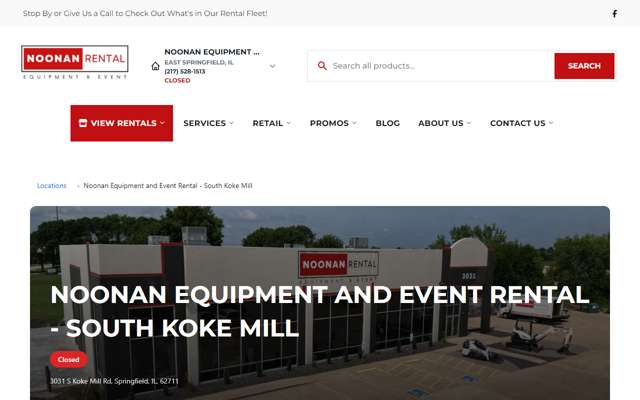 Stop By or Give Us a Call to Check Out What's in Our Rental Fleet!
NOONAN RENTAL
EQUIPMENT & EVENT
NOONAN EQUIPMENT ...
EAST SPRINGFIELD, IL
(217) 528-1513
CLOSED
Search all products...
SEARCH
VIEW RENTALS
SERVICES
RETAIL
PROMOS
BLOG
ABOUT US
CONTACT US
Locations › Noonan Equipment and Event Rental - South Koke Mill
NOONAN RENTAL
EQUIPMENT & EVENT
3031
NOONAN EQUIPMENT AND EVENT RENTAL
- SOUTH KOKE MILL
Closed
3031 S Koke Mill Rd, Springfield, IL, 62711